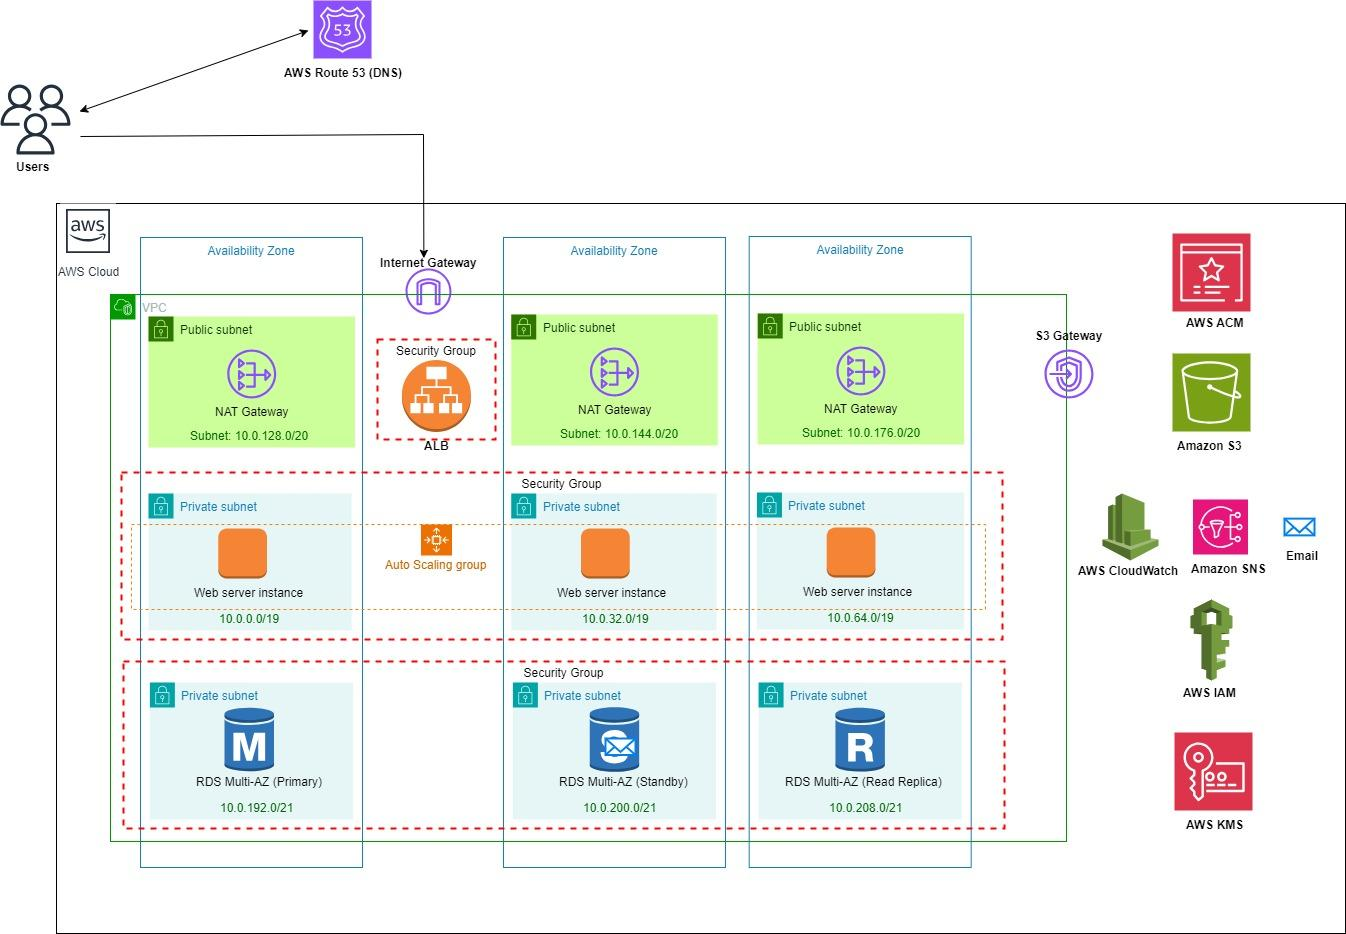 53
AWS Route 53 (DNS)
Users
aws
AWS Cloud
Availability Zone
Availability Zone
Availability Zone
Internet Gateway
VPC
Public subnet
NAT Gateway
Subnet: 10.0.128.0/20
Security Group
ALB
Public subnet
NAT Gateway
Subnet: 10.0.144.0/20
Public subnet
NAT Gateway
Subnet: 10.0.176.0/20
S3 Gateway
AWS ACM
Amazon S3
Security Group
Private subnet
Web server instance
10.0.0.0/19
Auto Scaling group
Private subnet
Web server instance
10.0.32.0/19
Private subnet
Web server instance
10.0.64.0/19
AWS CloudWatch
Amazon SNS
Email
AWS IAM
Security Group
Private subnet
M
RDS Multi-AZ (Primary)
10.0.192.0/21
Private subnet
S
RDS Multi-AZ (Standby)
10.0.200.0/21
Private subnet
R
RDS Multi-AZ (Read Replica)
10.0.208.0/21
AWS KMS